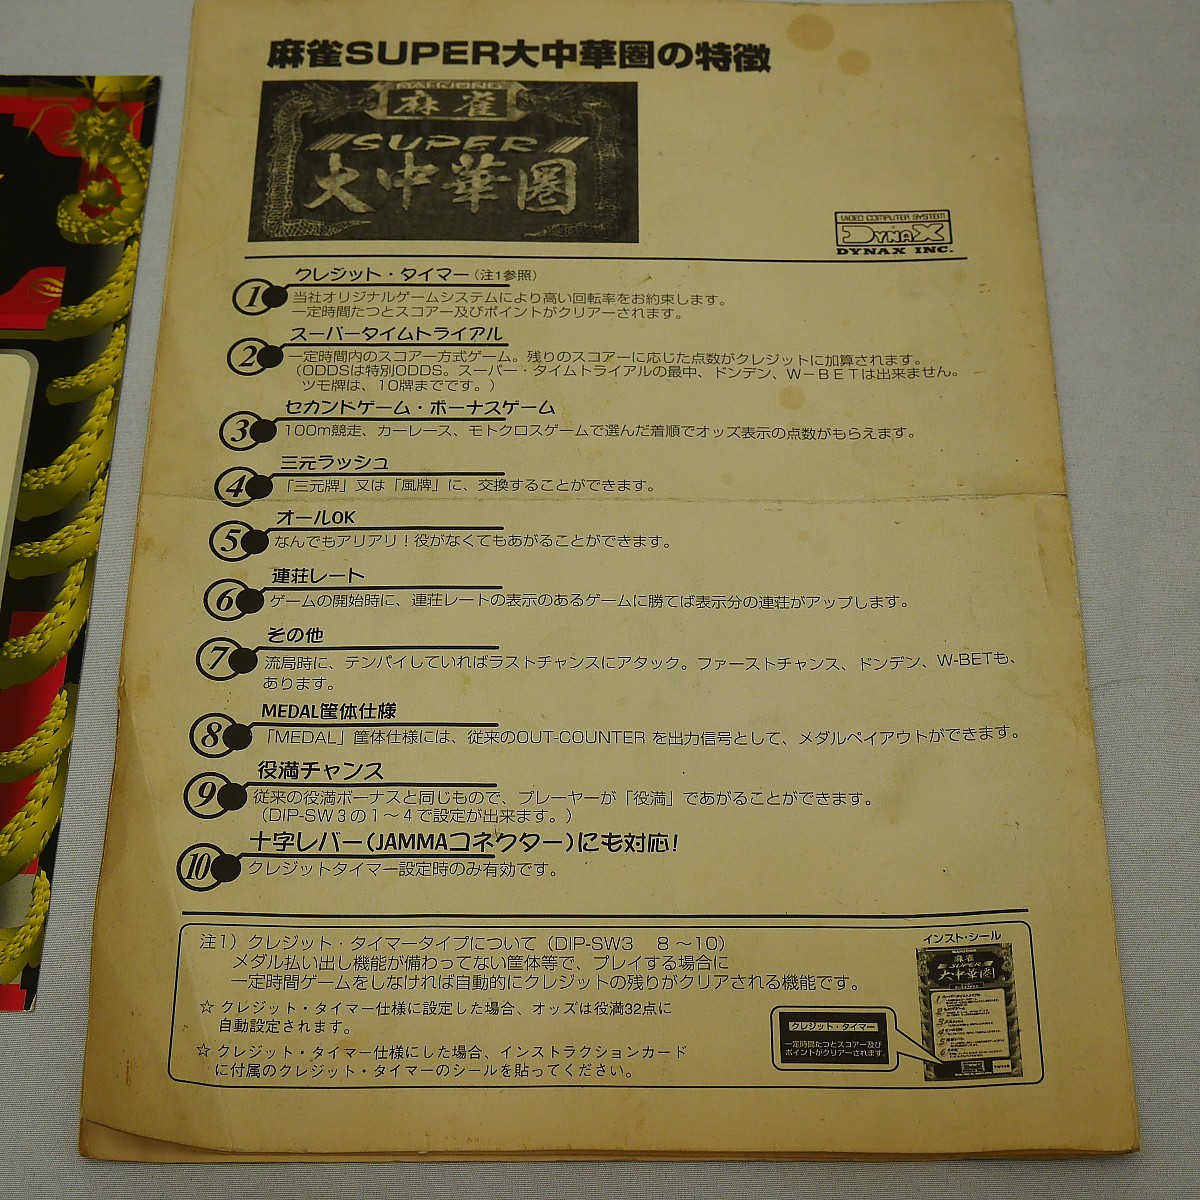 麻雀SUPER大中華圏の特徴
麻雀
SUPER
大中華圏
VIDEO COMPUTER SYSTEM
DYNAX
DYNAX INC.
1 クレジット・タイマー(注1参照)
当社オリジナルゲームシステムにより高い回転率をお約束します。
一定時間たつとスコアー及びポイントがクリアーされます。
2 スーパータイムトライアル
一定時間内のスコアー方式ゲーム。残りのスコアーに応じた点数がクレジットに加算されます。
(ODDSは特別ODDS。スーパー・タイムトライアルの最中、ドンデン、W-BETは出来ません。
ツモ牌は、10牌までです。)
3 セカンドゲーム・ボーナスゲーム
100m競走、カーレース、モトクロスゲームで選んだ着順でオッズ表示の点数がもらえます。
4 三元ラッシュ
「三元牌」又は「風牌」に、交換することができます。
5 オールOK
なんでもアリアリ!役がなくてもあがることができます。
6 連荘レート
ゲームの開始時に、連荘レートの表示のあるゲームに勝てば表示分の連荘がアップします。
7 その他
流局時に、テンパイしていればラストチャンスにアタック。ファーストチャンス、ドンデン、W-BETも、
あります。
8 MEDAL筐体仕様
「MEDAL」筐体仕様には、従来のOUT-COUNTER を出力信号として、メダルペイアウトができます。
9 役満チャンス
従来の役満ボーナスと同じもので、プレーヤーが「役満」であがることができます。
(DIP-SW3の1~4で設定が出来ます。)
10 十字レバー(JAMMAコネクター)にも対応!
クレジットタイマー設定時のみ有効です。
注1)クレジット・タイマータイプについて(DIP-SW3 8~10)
メダル払い出し機能が備わってない筐体等で、プレイする場合に
一定時間ゲームをしなければ自動的にクレジットの残りがクリアされる機能です。
☆ クレジット・タイマー仕様に設定した場合、オッズは役満32点に
自動設定されます。
☆ クレジット・タイマー仕様にした場合、インストラクションカード
に付属のクレジット・タイマーのシールを貼ってください。
インスト・シール
麻雀
SUPER
大中華圏
クレジット・タイマー
一定時間たつとスコアー及び
ポイントがクリアーされます。